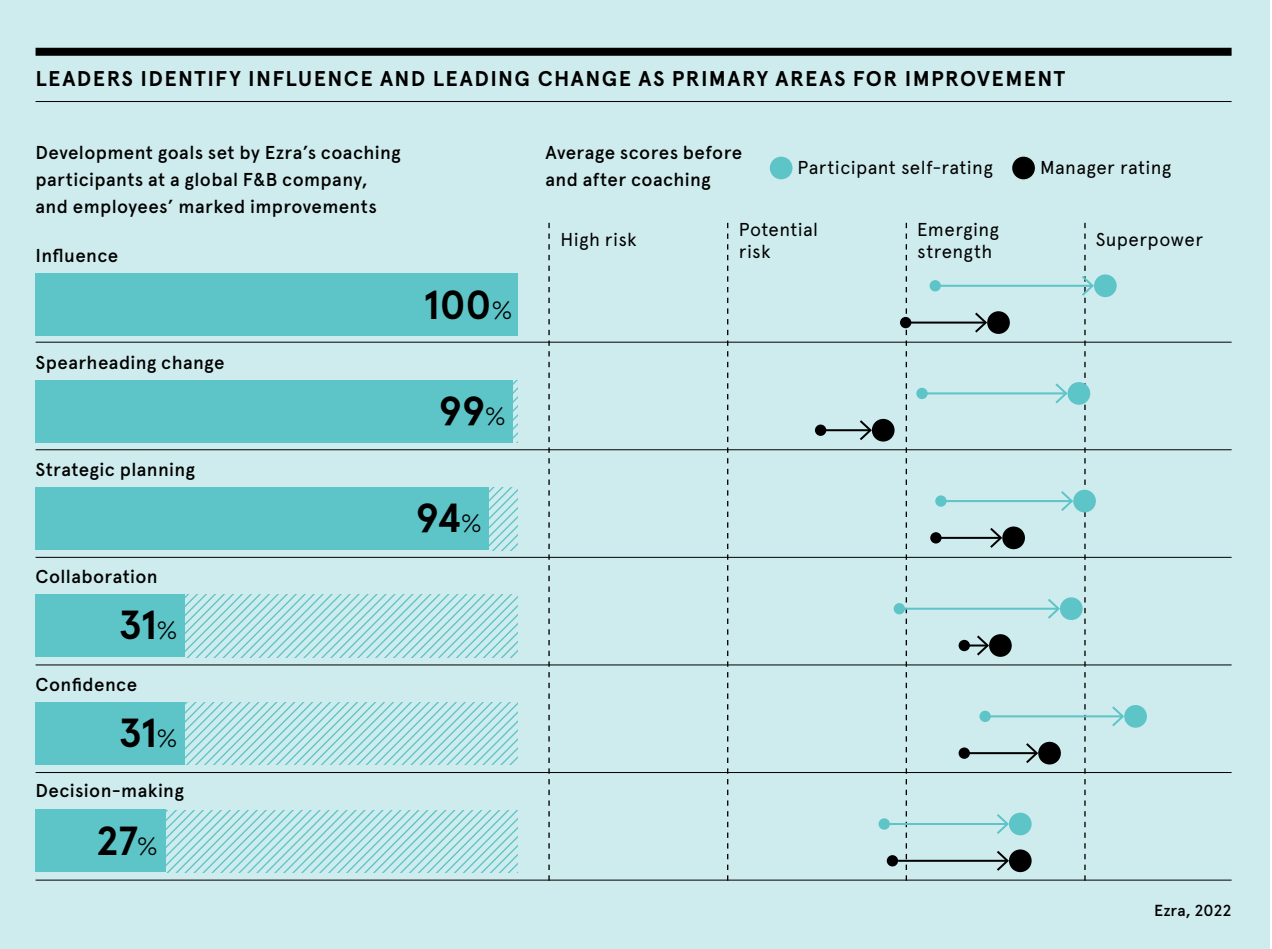 LEADERS IDENTIFY INFLUENCE AND LEADING CHANGE AS PRIMARY AREAS FOR IMPROVEMENT
Development goals set by Ezra’s coaching
participants at a global F&B company,
and employees’ marked improvements
Average scores before
and after coaching
Participant self-rating
Manager rating
High risk
Potential
risk
Emerging
strength
Superpower
Influence
100%
Spearheading change
99%
Strategic planning
94%
Collaboration
31%
Confidence
31%
Decision-making
27%
Ezra, 2022